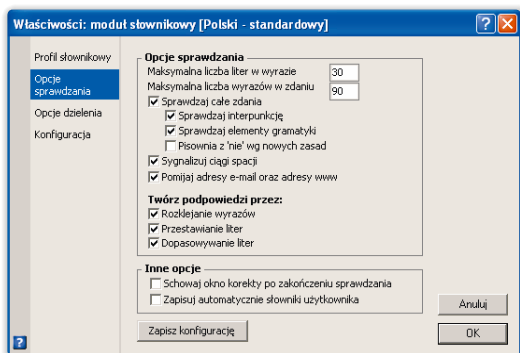 Właściwości: moduł słownikowy [Polski - standardowy]
Profil słownikowy
Opcje
sprawdzania
Opcje dzielenia
Konfiguracja
Opcje sprawdzania
Maksymalna liczba liter w wyrazie 30
Maksymalna liczba wyrazów w zdaniu 90
Sprawdzaj całe zdania
Sprawdzaj interpunkcję
Sprawdzaj elementy gramatyki
Pisownia z 'nie' wg nowych zasad
Sygnalizuj ciągi spacji
Pomijaj adresy e-mail oraz adresy www
Twórz podpowiedzi przez:
Rozklejanie wyrazów
Przestawianie liter
Dopasowywanie liter
Inne opcje
Schowaj okno korekty po zakończeniu sprawdzania
Zapisuj automatycznie słowniki użytkownika
Zapisz konfigurację
Anuluj
OK